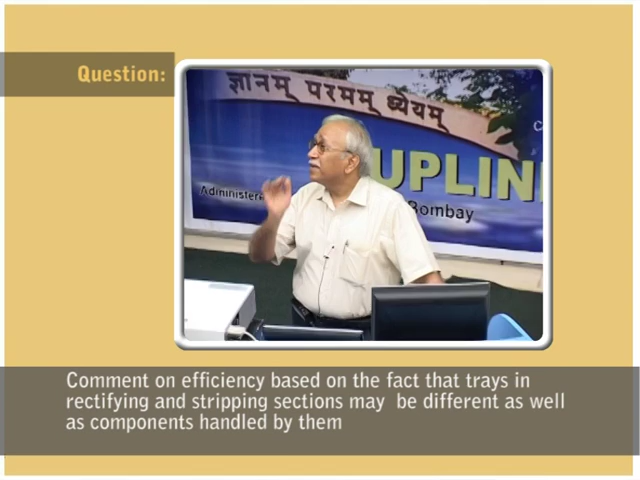 Question:
ज्ञानम् परमम् ध्येयम्
UPLIN
Bombay
Comment on efficiency based on the fact that trays in
rectifying and stripping sections may be different as well
as components handled by them